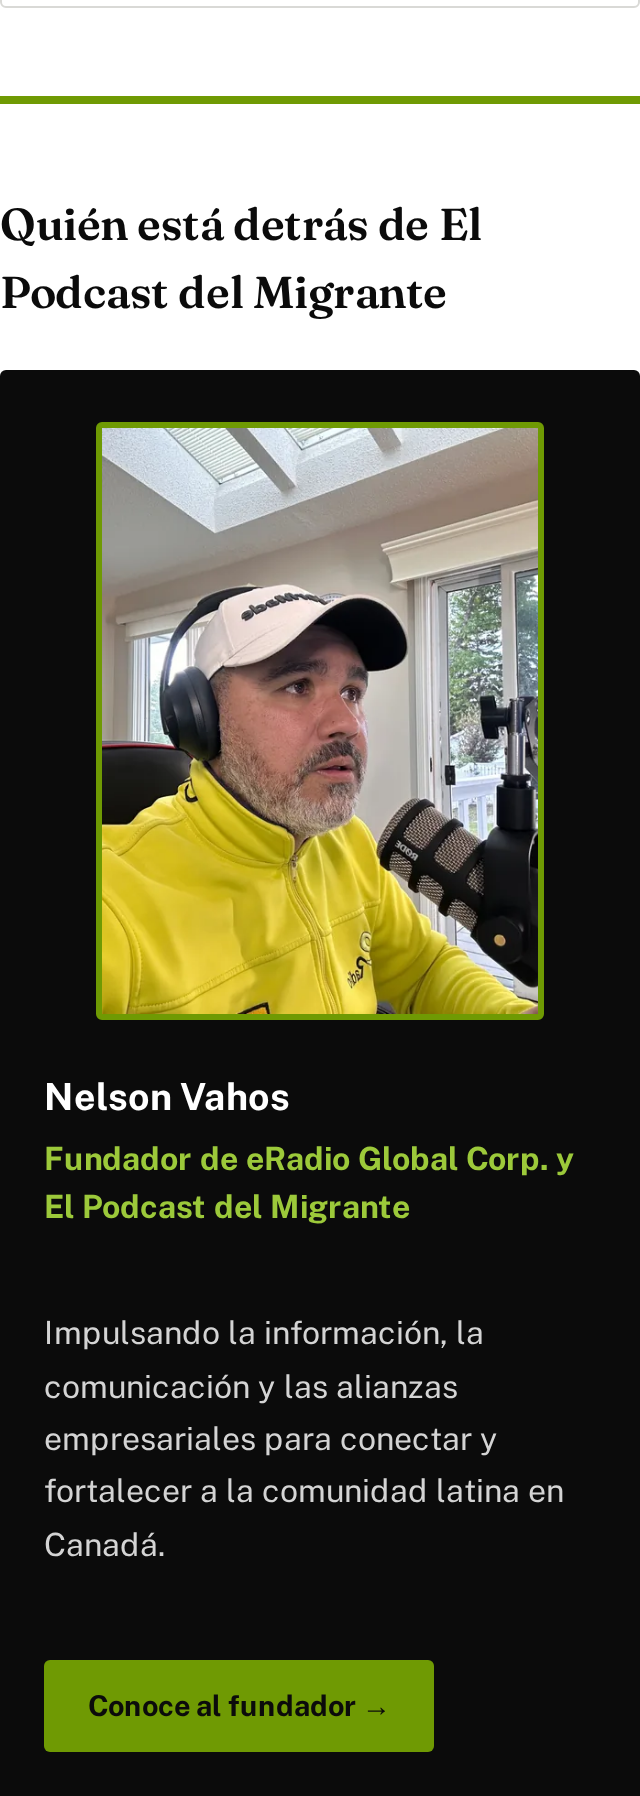 Quién está detrás de El
Podcast del Migrante
RØDE
Radio
Nelson Vahos
Fundador de eRadio Global Corp. y
El Podcast del Migrante
Impulsando la información, la
comunicación y las alianzas
empresariales para conectar y
fortalecer a la comunidad latina en
Canadá.
Conoce al fundador →